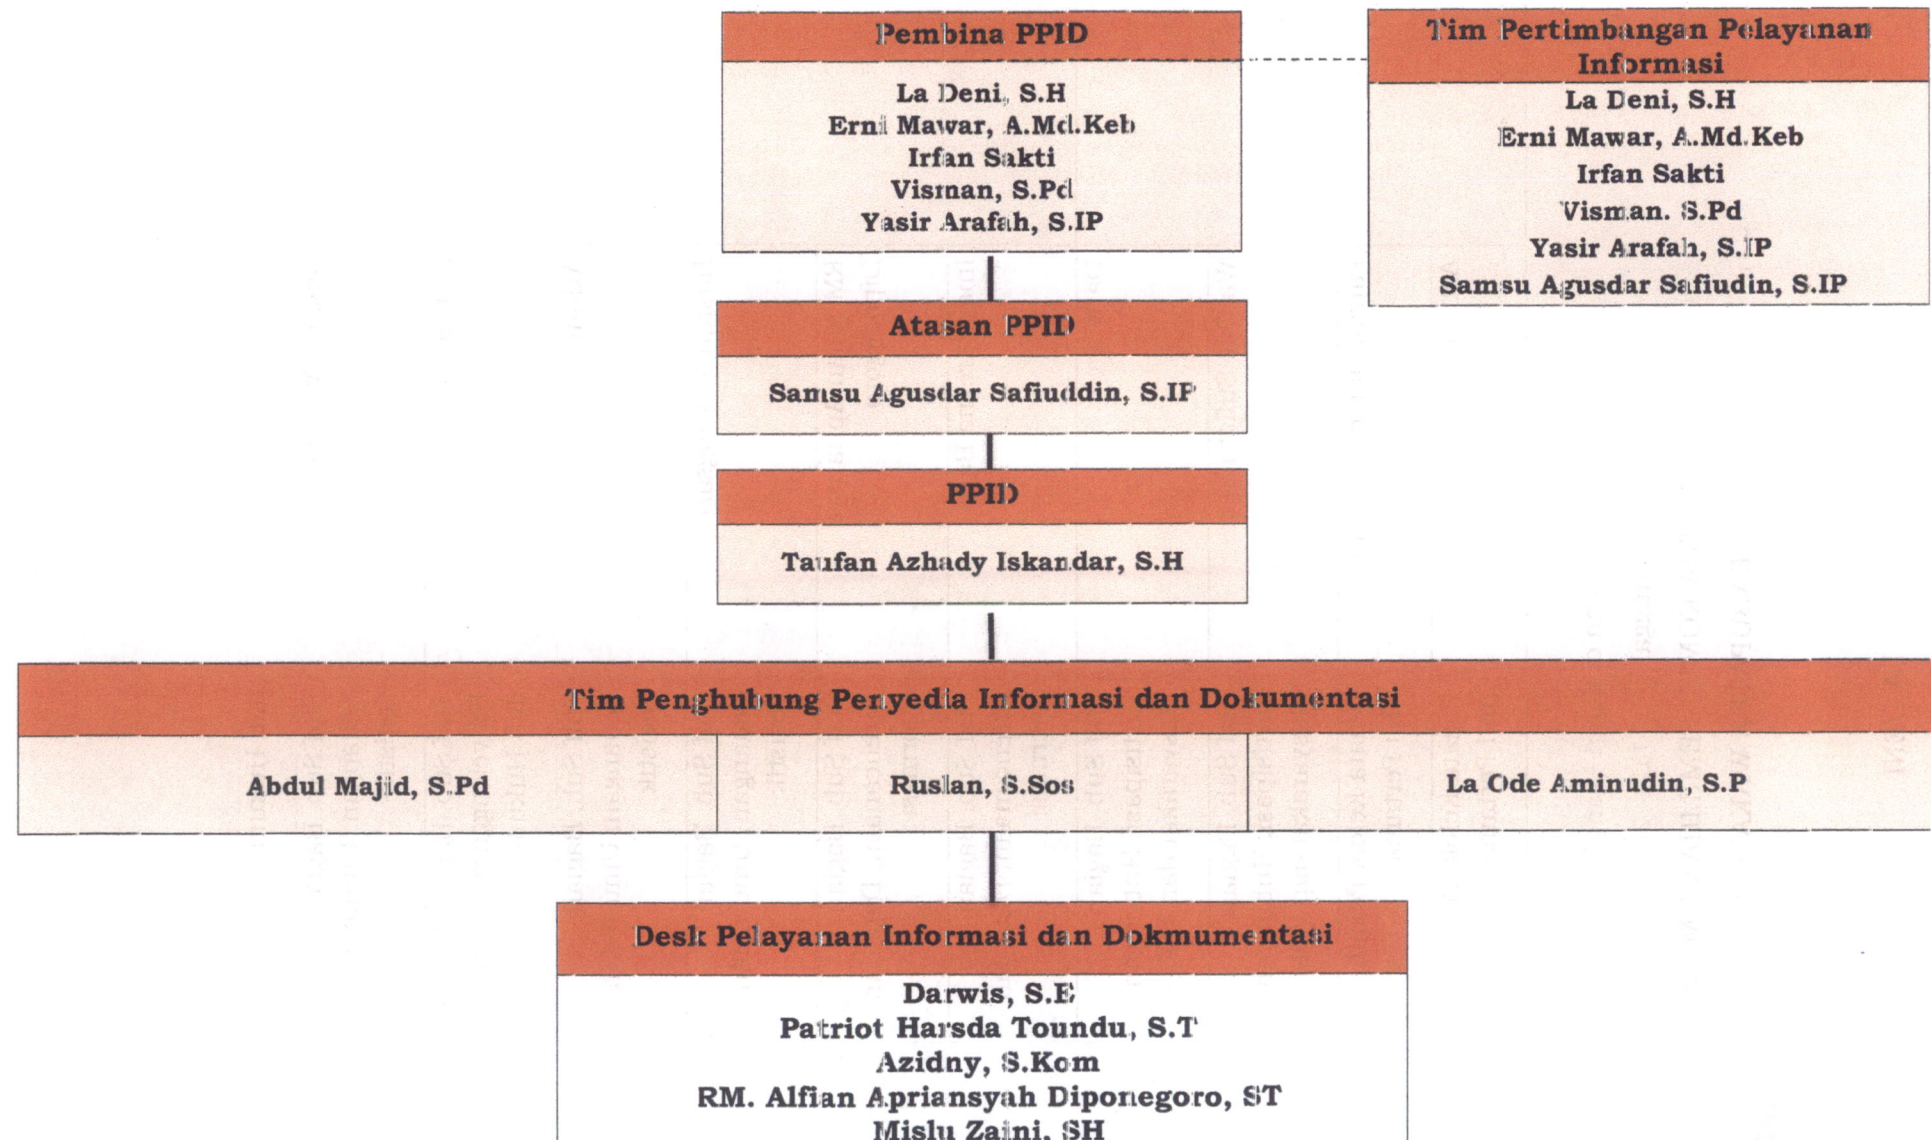 Pembina PPID
La Deni, S.H
Erni Mawar, A.Md.Keb
Irfan Sakti
Visman, S.Pd
Yasir Arafah, S.IP
Tim Pertimbangan Pelayanan
Informasi
La Deni, S.H
Erni Mawar, A.Md.Keb
Irfan Sakti
Visman. S.Pd
Yasir Arafah, S.IP
Samsu Agusdar Safiudin, S.IP
Atasan PPID
Samsu Agusdar Safiuddin, S.IP
PPID
Taufan Azhady Iskandar, S.H
Tim Penghubung Penyedia Informasi dan Dokumentasi
Abdul Majid, S.Pd
Ruslan, S.Sos
La Ode Aminudin, S.P
Desk Pelayanan Informasi dan Dokmumentasi
Darwis, S.E
Patriot Harsda Toundu, S.T
Azidny, S.Kom
RM. Alfian Apriansyah Diponegoro, ST
Mislu Zaini, SH